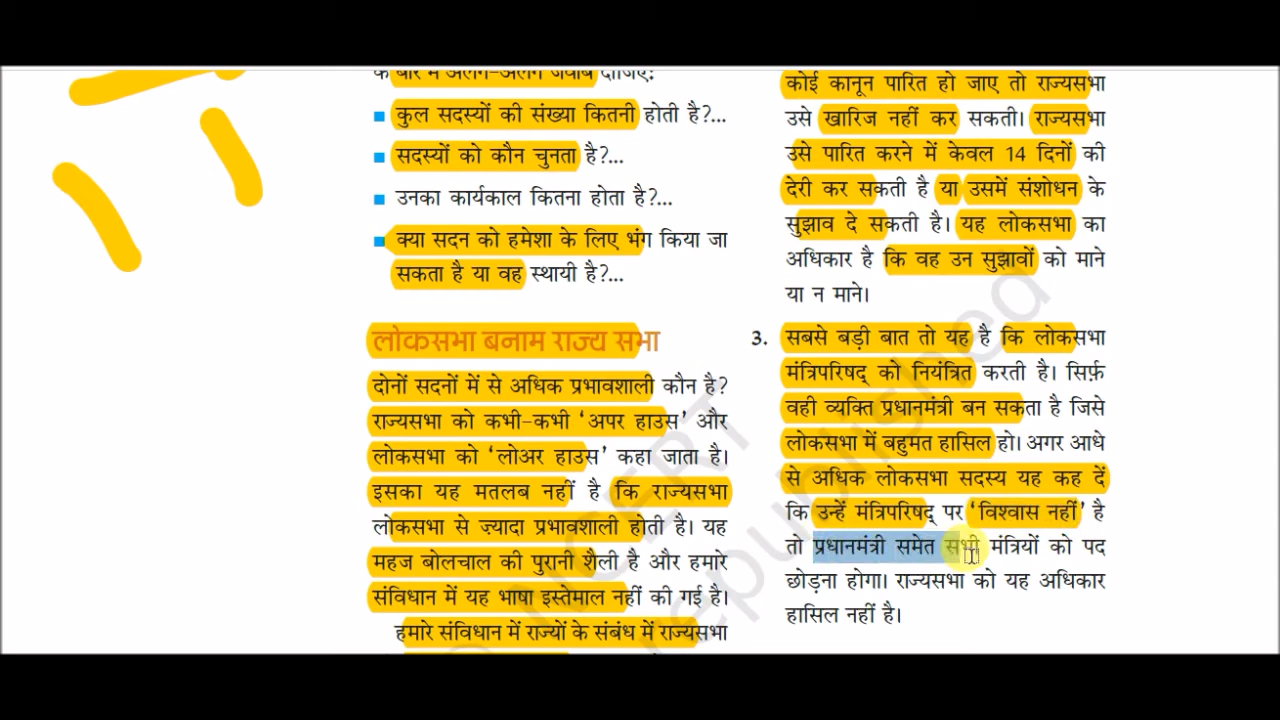 के बारे में अलग-अलग जवाब दीजिए:
■ कुल सदस्यों की संख्या कितनी होती है?...
■ सदस्यों को कौन चुनता है?...
■ उनका कार्यकाल कितना होता है?...
■ क्या सदन को हमेशा के लिए भंग किया जा
सकता है या वह स्थायी है?...
लोकसभा बनाम राज्य सभा
दोनों सदनों में से अधिक प्रभावशाली कौन है?
राज्यसभा को कभी-कभी ‘अपर हाउस’ और
लोकसभा को ‘लोअर हाउस’ कहा जाता है।
इसका यह मतलब नहीं है कि राज्यसभा
लोकसभा से ज़्यादा प्रभावशाली होती है। यह
महज बोलचाल की पुरानी शैली है और हमारे
संविधान में यह भाषा इस्तेमाल नहीं की गई है।
हमारे संविधान में राज्यों के संबंध में राज्यसभा
कोई कानून पारित हो जाए तो राज्यसभा
उसे खारिज नहीं कर सकती। राज्यसभा
उसे पारित करने में केवल 14 दिनों की
देरी कर सकती है या उसमें संशोधन के
सुझाव दे सकती है। यह लोकसभा का
अधिकार है कि वह उन सुझावों को माने
या न माने।
3. सबसे बड़ी बात तो यह है कि लोकसभा
मंत्रिपरिषद् को नियंत्रित करती है। सिर्फ़
वही व्यक्ति प्रधानमंत्री बन सकता है जिसे
लोकसभा में बहुमत हासिल हो। अगर आधे
से अधिक लोकसभा सदस्य यह कह दें
कि उन्हें मंत्रिपरिषद् पर ‘विश्वास नहीं’ है
तो प्रधानमंत्री समेत सभी मंत्रियों को पद
छोड़ना होगा। राज्यसभा को यह अधिकार
हासिल नहीं है।
NCERT
republished